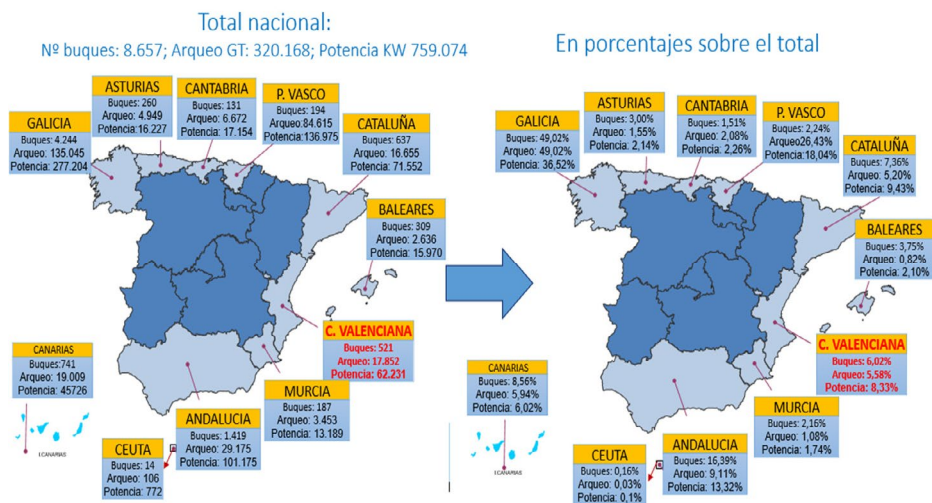 Total nacional:
Nº buques: 8.657; Arqueo GT: 320.168; Potencia KW 759.074
ASTURIAS
Buques: 260
Arqueo: 4.949
Potencia:16.227
CANTABRIA
Buques: 131
Arqueo: 6.672
Potencia: 17.154
P. VASCO
Buques: 194
Arqueo:84.615
Potencia:136.975
GALICIA
Buques: 4.244
Arqueo: 135.045
Potencia: 277.204
CATALUÑA
Buques: 637
Arqueo: 16.655
Potencia: 71.552
BALEARES
Buques: 309
Arqueo: 2.636
Potencia: 15.970
C. VALENCIANA
Buques: 521
Arqueo: 17.852
Potencia: 62.231
CANARIAS
Buques:741
Arqueo: 19.009
Potencia: 45726
I.CANARIAS
MURCIA
Buques: 187
Arqueo: 3.453
Potencia: 13.189
ANDALUCIA
Buques: 1.419
Arqueo: 29.175
Potencia: 101.175
CEUTA
Buques: 14
Arqueo: 106
Potencia: 772
En porcentajes sobre el total
ASTURIAS
Buques: 3,00%
Arqueo: 1,55%
Potencia: 2,14%
CANTABRIA
Buques: 1,51%
Arqueo: 2,08%
Potencia: 2,26%
P. VASCO
Buques: 2,24%
Arqueo26,43%
Potencia:18,04%
GALICIA
Buques: 49,02%
Arqueo: 49,02%
Potencia: 36,52%
CATALUÑA
Buques: 7,36%
Arqueo: 5,20%
Potencia: 9,43%
BALEARES
Buques: 3,75%
Arqueo: 0,82%
Potencia: 2,10%
C. VALENCIANA
Buques: 6,02%
Arqueo: 5,58%
Potencia: 8,33%
CANARIAS
Buques: 8,56%
Arqueo: 5,94%
Potencia: 6,02%
I.CANARIAS
MURCIA
Buques: 2,16%
Arqueo: 1,08%
Potencia: 1,74%
ANDALUCIA
Buques: 16,39%
Arqueo: 9,11%
Potencia: 13,32%
CEUTA
Buques: 0,16%
Arqueo: 0,03%
Potencia: 0,1%